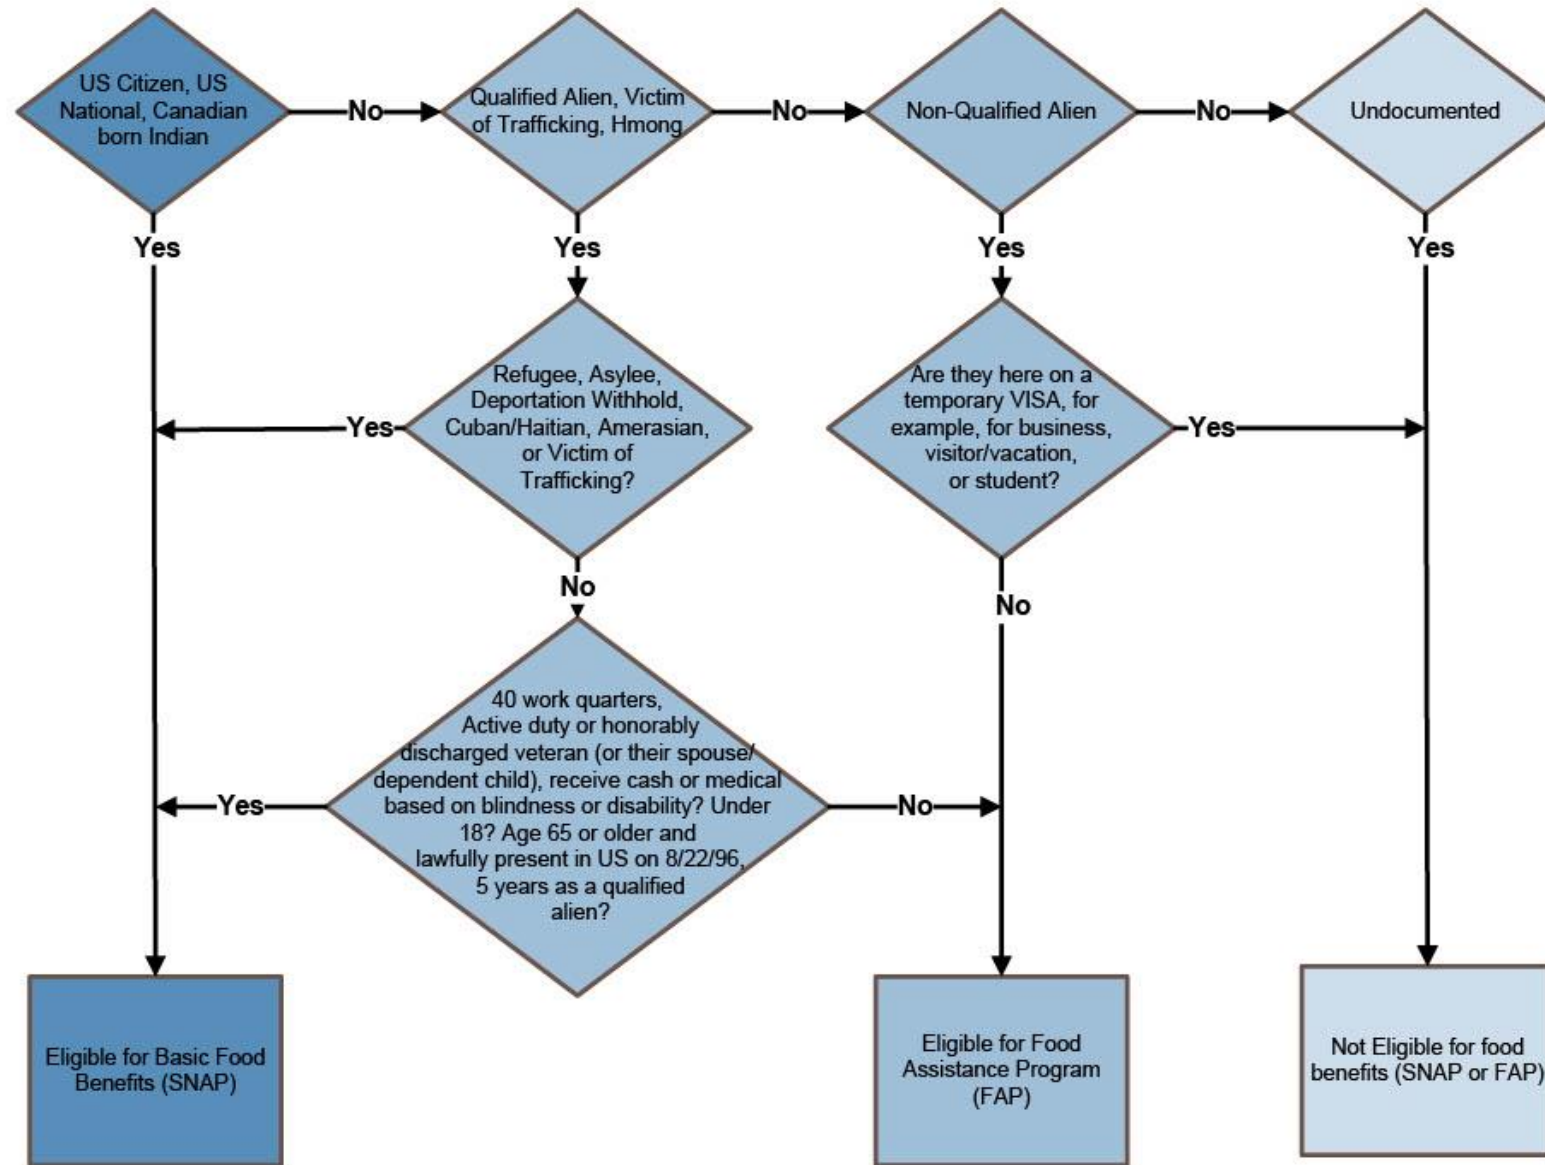 US Citizen, US
National, Canadian
born Indian
No
Qualified Alien, Victim
of Trafficking, Hmong
No
Non-Qualified Alien
No
Undocumented
Yes
Yes
Yes
Yes
Refugee, Asylee,
Deportation Withhold,
Cuban/Haitian, Amerasian,
or Victim of
Trafficking?
Yes
Are they here on a
temporary VISA, for
example, for business,
visitor/vacation,
or student?
Yes
No
No
40 work quarters,
Active duty or honorably
discharged veteran (or their spouse/
dependent child), receive cash or medical
based on blindness or disability? Under
18? Age 65 or older and
lawfully present in US on 8/22/96,
5 years as a qualified
alien?
Yes
No
Eligible for Basic Food
Benefits (SNAP)
Eligible for Food
Assistance Program
(FAP)
Not Eligible for food
benefits (SNAP or FAP)